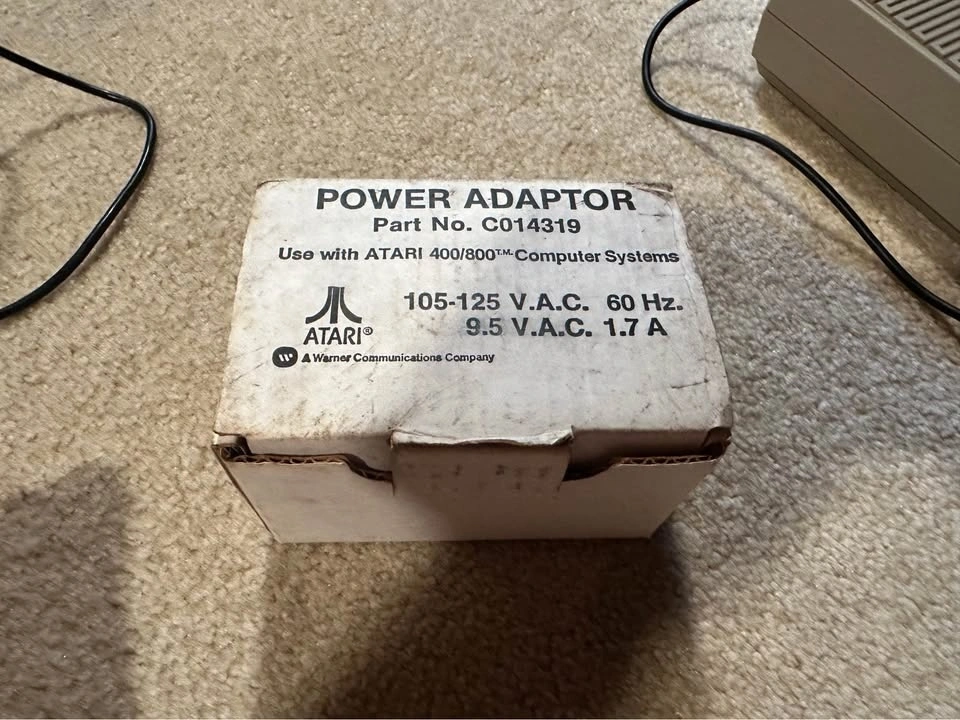 POWER ADAPTOR
Part No. C014319
Use with ATARI 400/800T.M. Computer Systems
105-125 V.A.C. 60 Hz.
9.5 V.A.C. 1.7 A
ATARI®
A Warner Communications Company